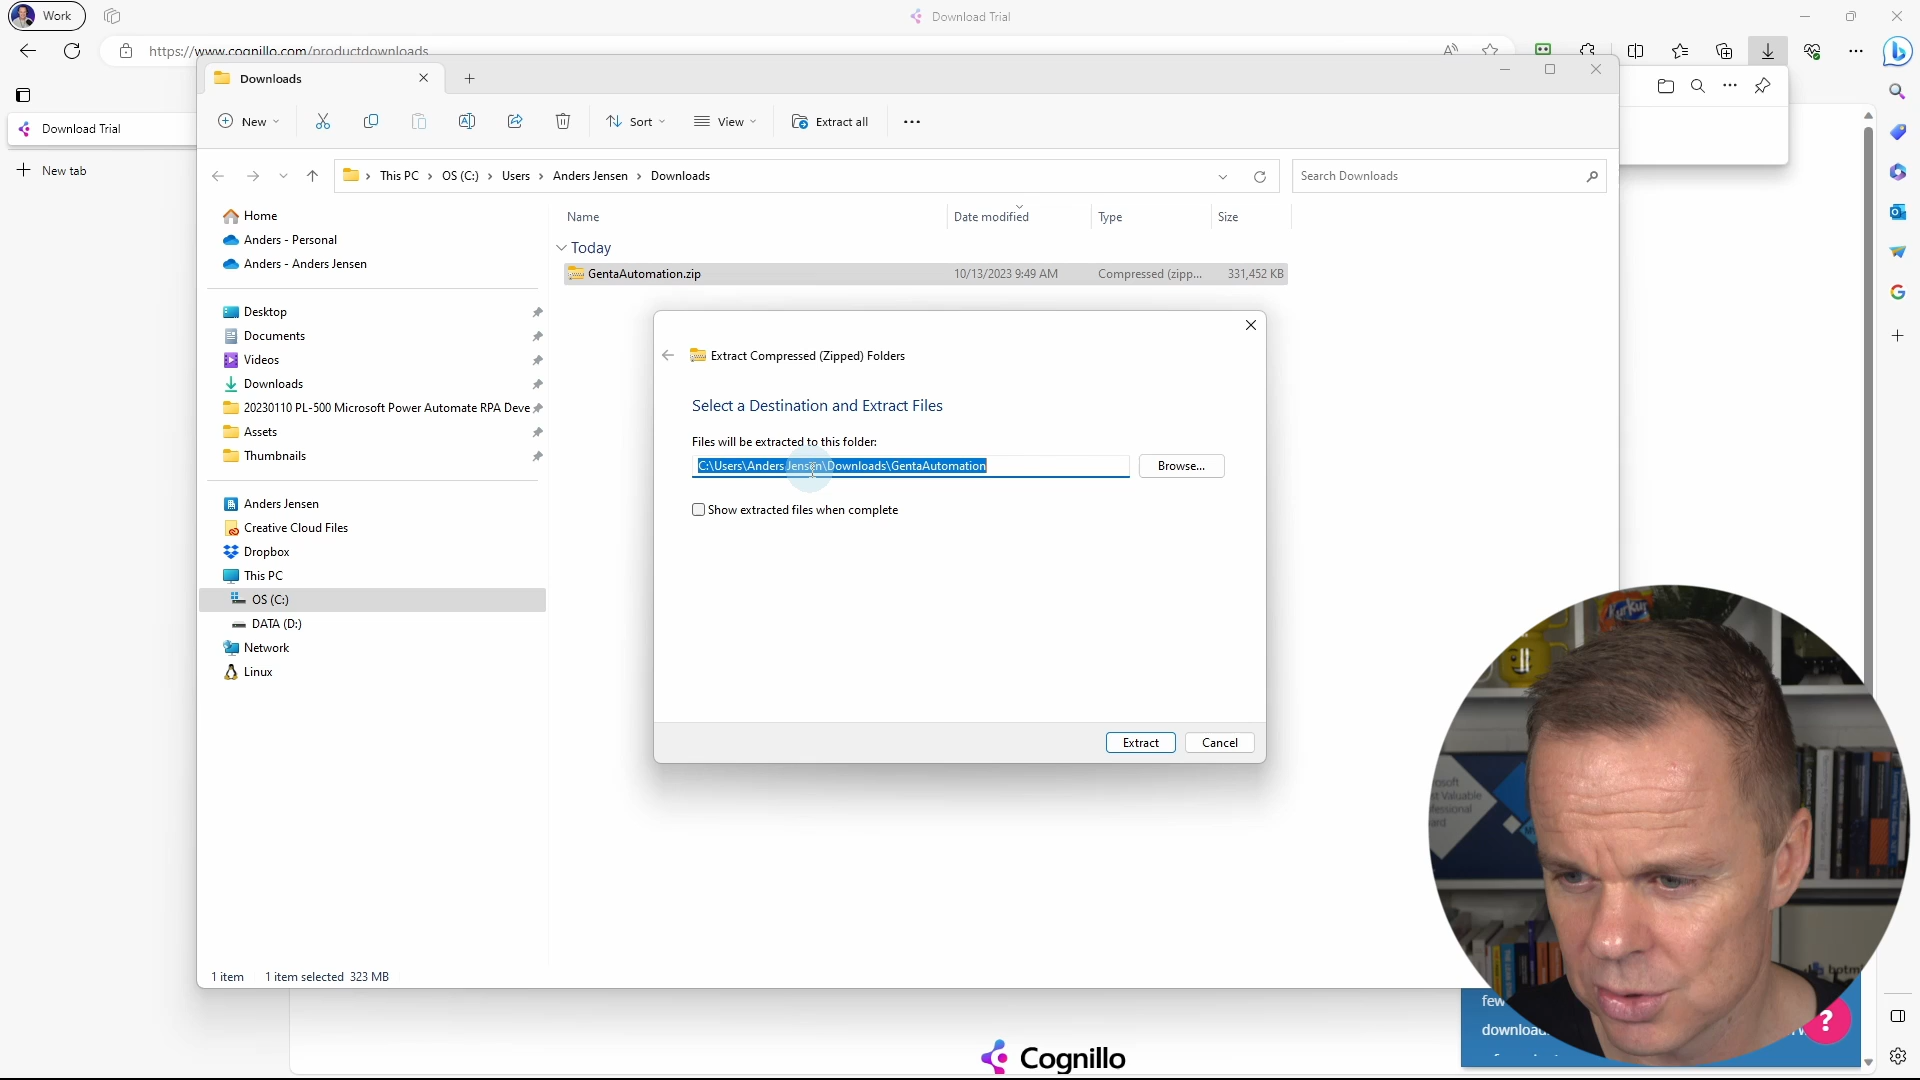 Work
Download Trial
https://www.cognillo.com/productdownloads
Downloads
New
Sort
View
Extract all
Download Trial
New tab
This PC
OS (C:)
Users
Anders Jensen
Downloads
Search Downloads
Name
Date modified
Type
Size
Home
Anders - Personal
Anders - Anders Jensen
Today
GentaAutomation.zip
10/13/2023 9:49 AM
Compressed (zipp...
331,452 KB
Desktop
Documents
Videos
Downloads
20230110 PL-500 Microsoft Power Automate RPA Deve
Assets
Thumbnails
Anders Jensen
Creative Cloud Files
Dropbox
This PC
OS (C:)
DATA (D:)
Network
Linux
Extract Compressed (Zipped) Folders
Select a Destination and Extract Files
Files will be extracted to this folder:
C:\Users\Anders Jensen\Downloads\GentaAutomation
Browse...
Show extracted files when complete
Extract
Cancel
1 item
1 item selected 323 MB
Cognillo
few
download
?